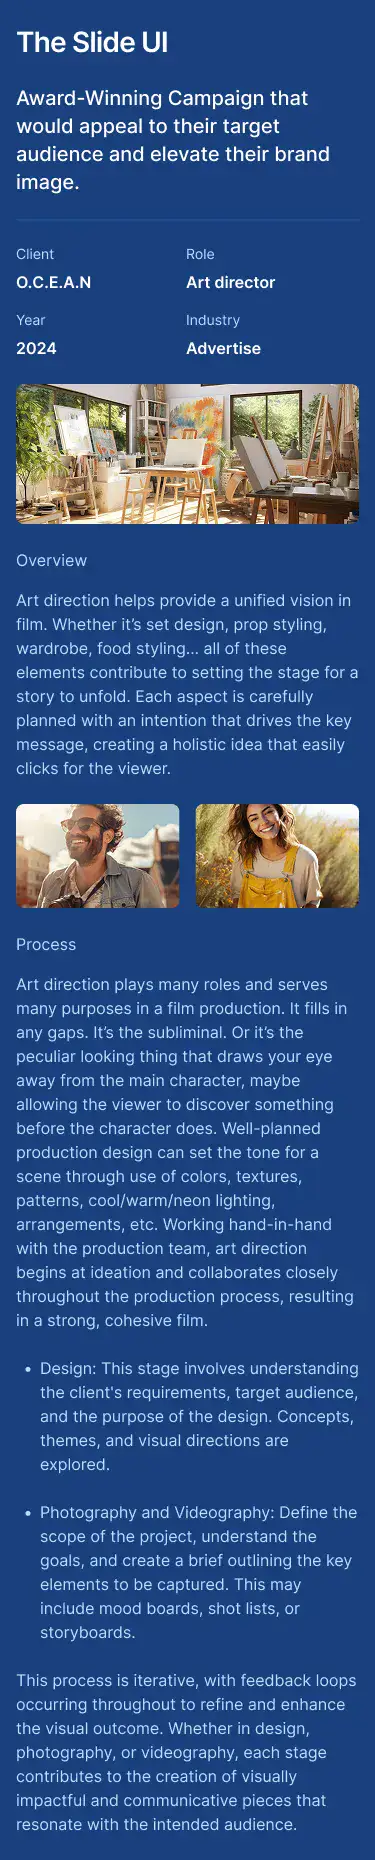 The Slide UI
Award-Winning Campaign that
would appeal to their target
audience and elevate their brand
image.
Client
Role
O.C.E.A.N
Art director
Year
Industry
2024
Advertise
Overview
Art direction helps provide a unified vision in
film. Whether it’s set design, prop styling,
wardrobe, food styling... all of these
elements contribute to setting the stage for a
story to unfold. Each aspect is carefully
planned with an intention that drives the key
message, creating a holistic idea that easily
clicks for the viewer.
Process
Art direction plays many roles and serves
many purposes in a film production. It fills in
any gaps. It’s the subliminal. Or it’s the
peculiar looking thing that draws your eye
away from the main character, maybe
allowing the viewer to discover something
before the character does. Well-planned
production design can set the tone for a
scene through use of colors, textures,
patterns, cool/warm/neon lighting,
arrangements, etc. Working hand-in-hand
with the production team, art direction
begins at ideation and collaborates closely
throughout the production process, resulting
in a strong, cohesive film.
• Design: This stage involves understanding
the client's requirements, target audience,
and the purpose of the design. Concepts,
themes, and visual directions are
explored.
• Photography and Videography: Define the
scope of the project, understand the
goals, and create a brief outlining the key
elements to be captured. This may
include mood boards, shot lists, or
storyboards.
This process is iterative, with feedback loops
occurring throughout to refine and enhance
the visual outcome. Whether in design,
photography, or videography, each stage
contributes to the creation of visually
impactful and communicative pieces that
resonate with the intended audience.